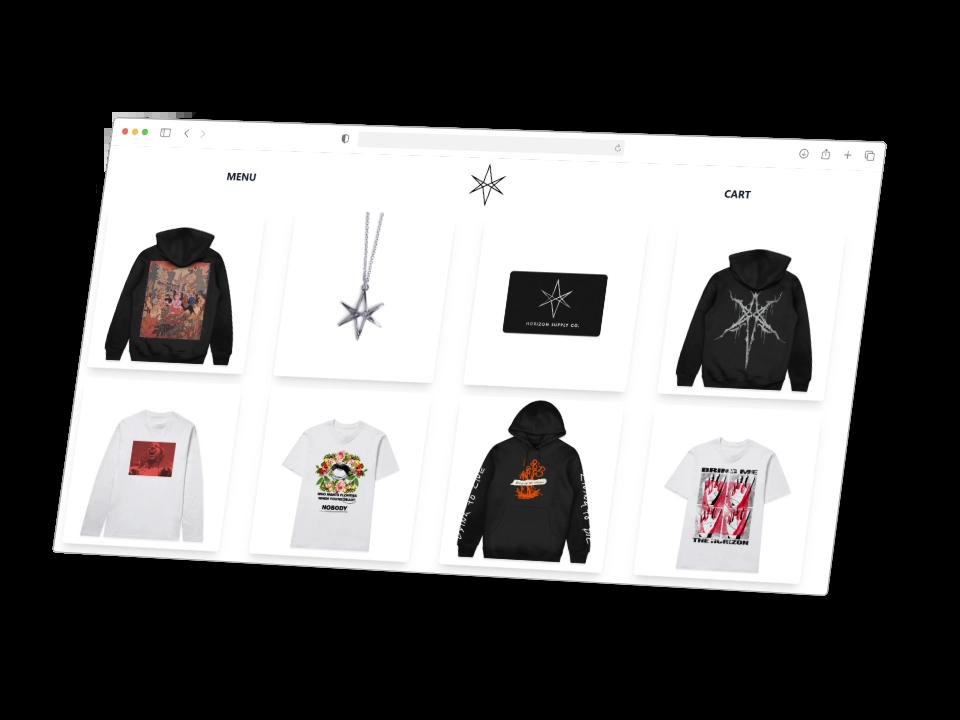 MENU
CART
HORIZON SUPPLY CO.
WHO WANTS FLOWERS
WHEN YOU'RE DEAD?
NOBODY
BRING ME
THE HORIZON